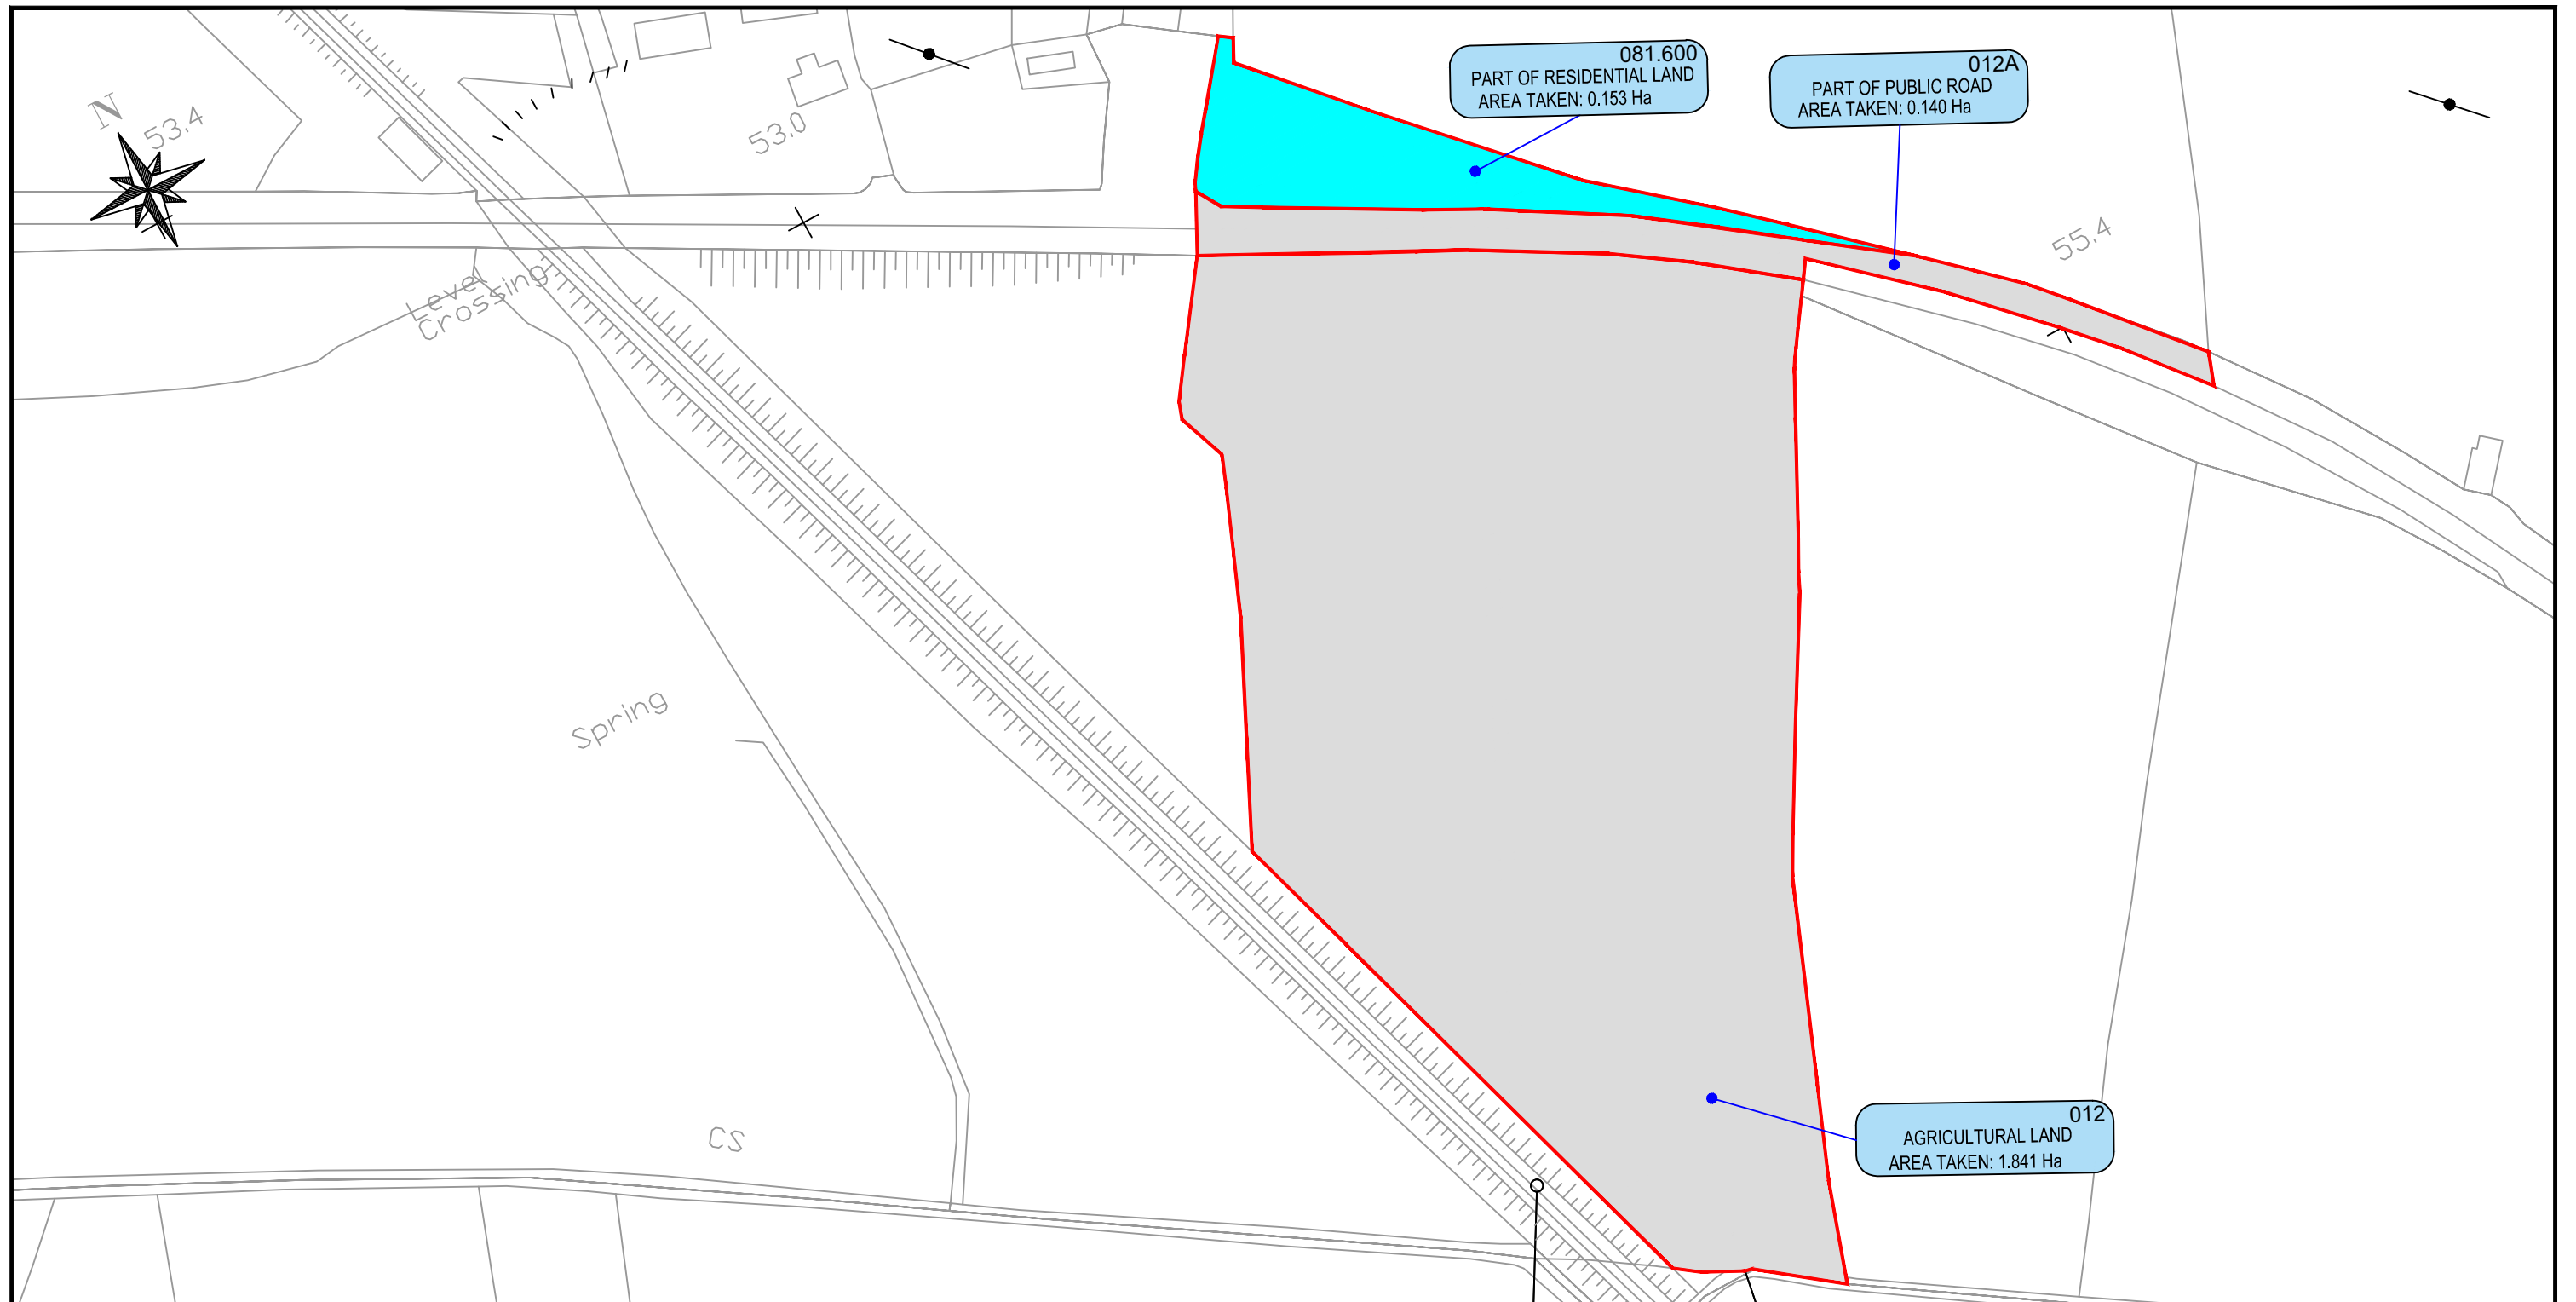 081.600
PART OF RESIDENTIAL LAND
AREA TAKEN: 0.153 Ha
012A
PART OF PUBLIC ROAD
AREA TAKEN: 0.140 Ha
N
53.4
53.0
55.4
Level
Crossing
Spring
CS
012
AGRICULTURAL LAND
AREA TAKEN: 1.841 Ha